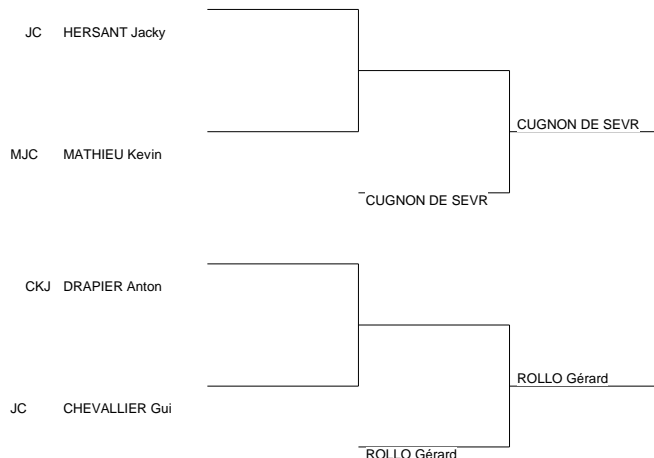 JC HERSANT Jacky
CUGNON DE SEVR
MJC MATHIEU Kevin
CUGNON DE SEVR
CKJ DRAPIER Anton
ROLLO Gérard
JC CHEVALLIER Gui
ROLLO Gérard